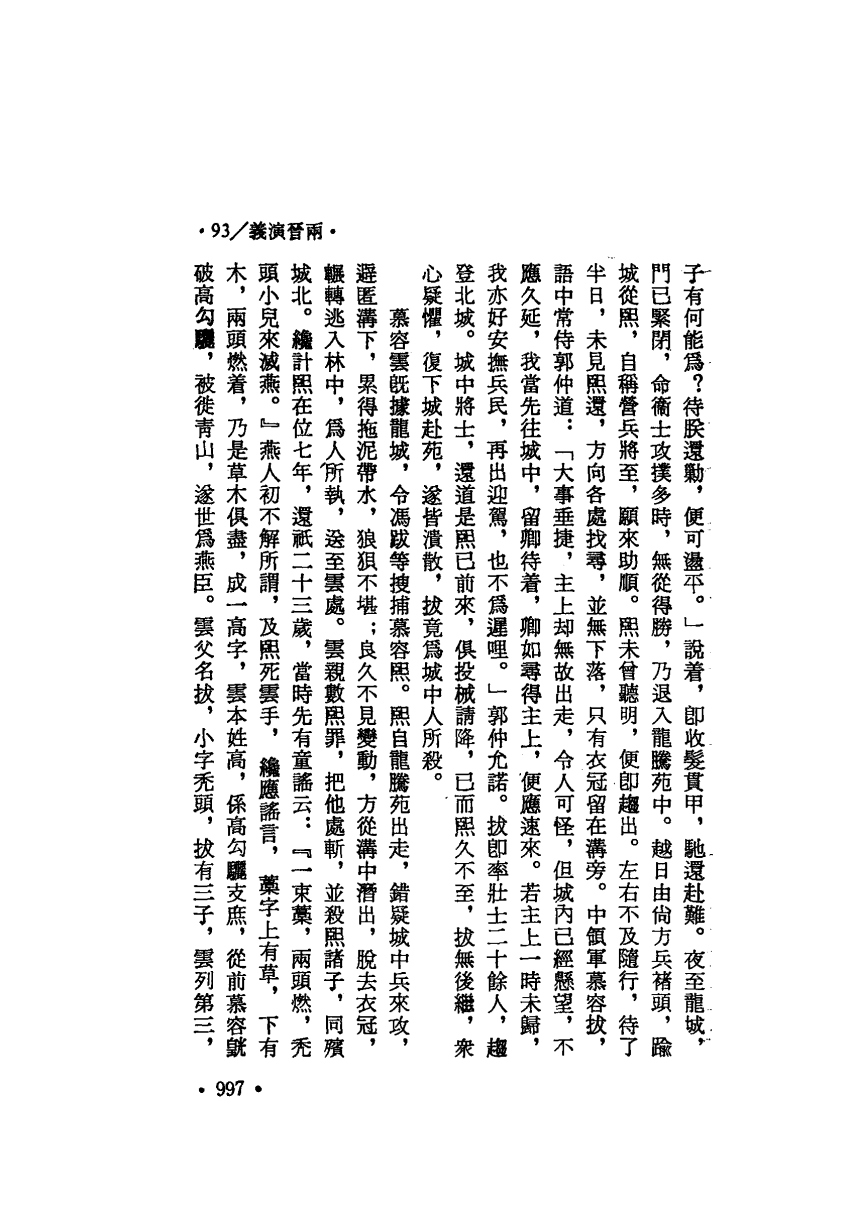 ·93/義演晉兩·
子有何能爲?待朕還勦,便可盪平。」說着,卽收髮貫甲,馳還赴難。夜至龍城,
門已緊閉,命衞士攻撲多時,無從得勝,乃退入龍騰苑中。越日由尙方兵褚頭,踰
城從熙,自稱營兵將至,願來助順。熙未曾聽明,便卽趨出。左右不及隨行,待了
半日,未見熙還,方向各處找尋,並無下落,只有衣冠留在溝旁。中領軍慕容拔,
語中常侍郭仲道:「大事垂捷,主上却無故出走,令人可怪,但城內已經懸望,不
應久延,我當先往城中,留卿待着,卿如尋得主上,便應速來。若主上一時未歸,
我亦好安撫兵民,再出迎駕,也不爲遲哩。」郭仲允諾。拔卽率壯士二十餘人,趨
登北城。城中將士,還道是熙已前來,俱投械請降,已而熙久不至,拔無後繼,衆
心疑懼,復下城赴苑,遂皆潰散,拔竟爲城中人所殺。
慕容雲旣據龍城,令馮跋等搜捕慕容熙。熙自龍騰苑出走,錯疑城中兵來攻,
避匿溝下,累得拖泥帶水,狼狽不堪;良久不見變動,方從溝中潛出,脫去衣冠,
輾轉逃入林中,爲人所執,送至雲處。雲親數熙罪,把他處斬,並殺熙諸子,同殯
城北。纔計熙在位七年,還祇二十三歲,當時先有童謠云:『一束藁,兩頭燃,禿
頭小兒來滅燕。』燕人初不解所謂,及熙死雲手,纔應謠言,藁字上有草,下有
木,兩頭燃着,乃是草木俱盡,成一高字,雲本姓高,係高勾驪支庶,從前慕容皝
破高勾驪,被徙靑山,遂世爲燕臣。雲父名拔,小字禿頭,拔有三子,雲列第三,
·997·